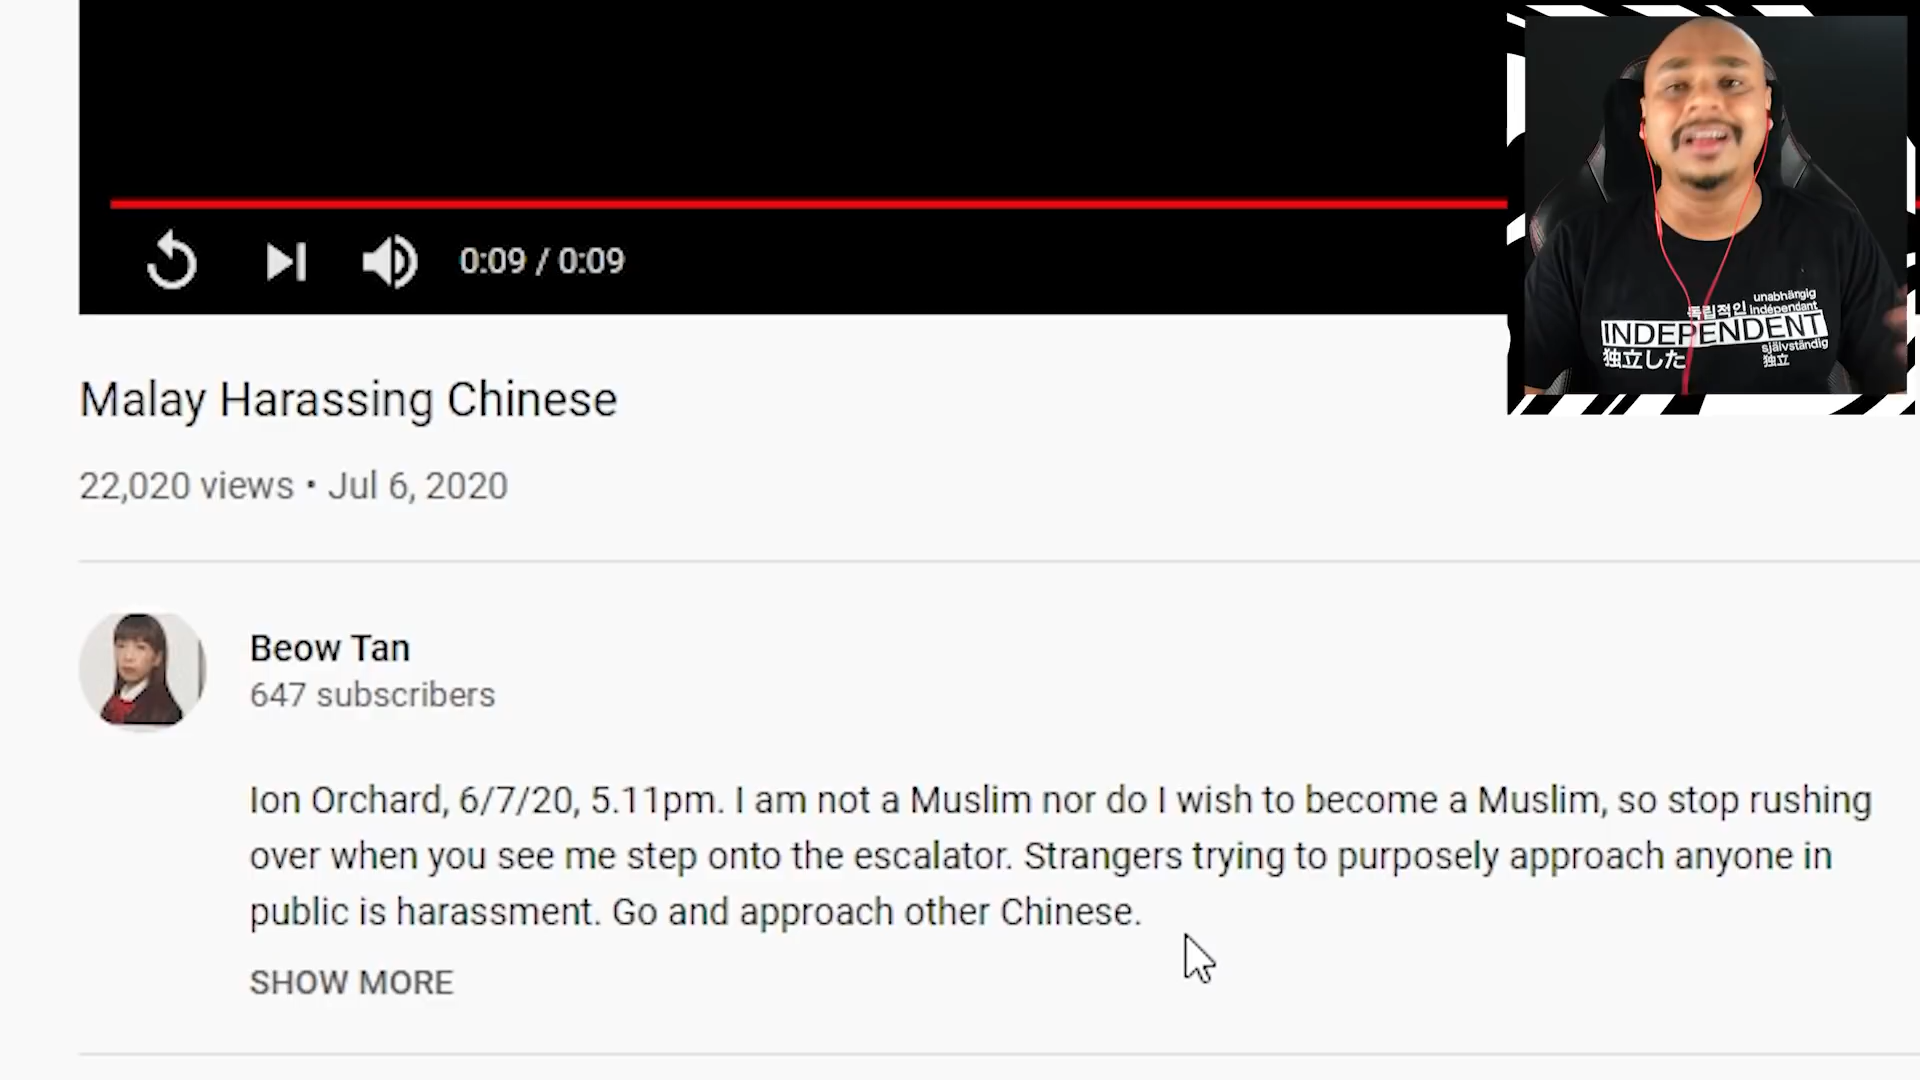 0:09 / 0:09
Malay Harassing Chinese
22,020 views • Jul 6, 2020
Beow Tan
647 subscribers
Ion Orchard, 6/7/20, 5.11pm. I am not a Muslim nor do I wish to become a Muslim, so stop rushing
over when you see me step onto the escalator. Strangers trying to purposely approach anyone in
public is harassment. Go and approach other Chinese.
SHOW MORE
unabhängig
독립적인 indépendant
INDEPENDENT
självständig
独立した 独立